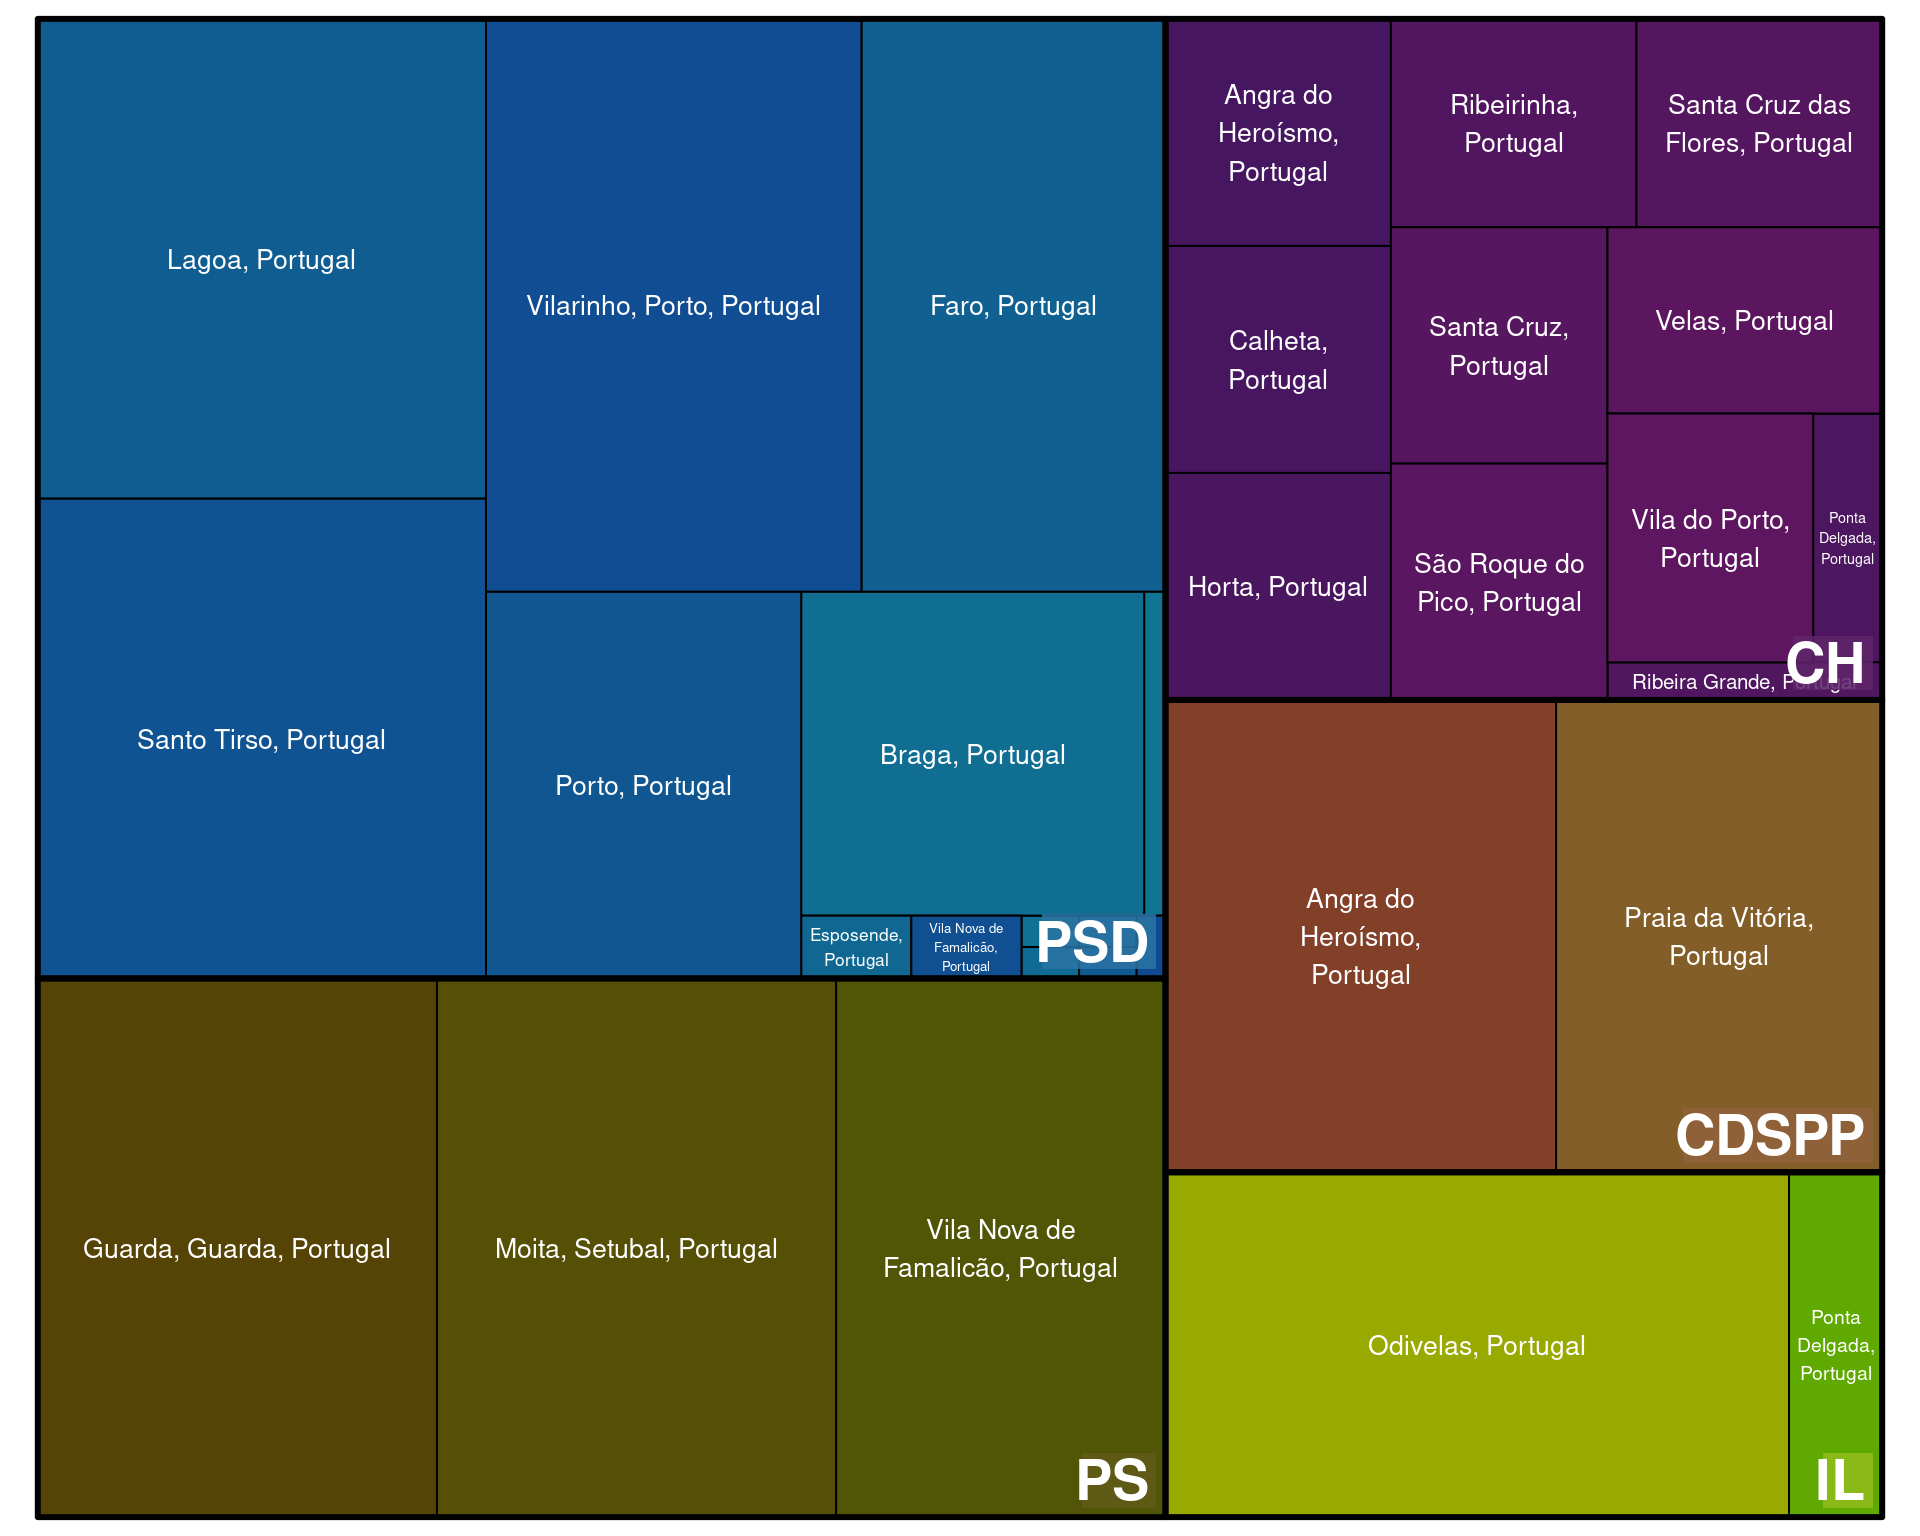 Lagoa, Portugal
Vilarinho, Porto, Portugal
Faro, Portugal
Santo Tirso, Portugal
Porto, Portugal
Braga, Portugal
Esposende,
Portugal
Vila Nova de
Famalicão,
Portugal
PSD
Guarda, Guarda, Portugal
Moita, Setubal, Portugal
Vila Nova de
Famalicão, Portugal
PS
Angra do
Heroísmo,
Portugal
Ribeirinha,
Portugal
Santa Cruz das
Flores, Portugal
Calheta,
Portugal
Santa Cruz,
Portugal
Velas, Portugal
Horta, Portugal
São Roque do
Pico, Portugal
Vila do Porto,
Portugal
Ponta
Delgada,
Portugal
Ribeira Grande, Portugal
CH
Angra do
Heroísmo,
Portugal
Praia da Vitória,
Portugal
CDSPP
Odivelas, Portugal
Ponta
Delgada,
Portugal
IL